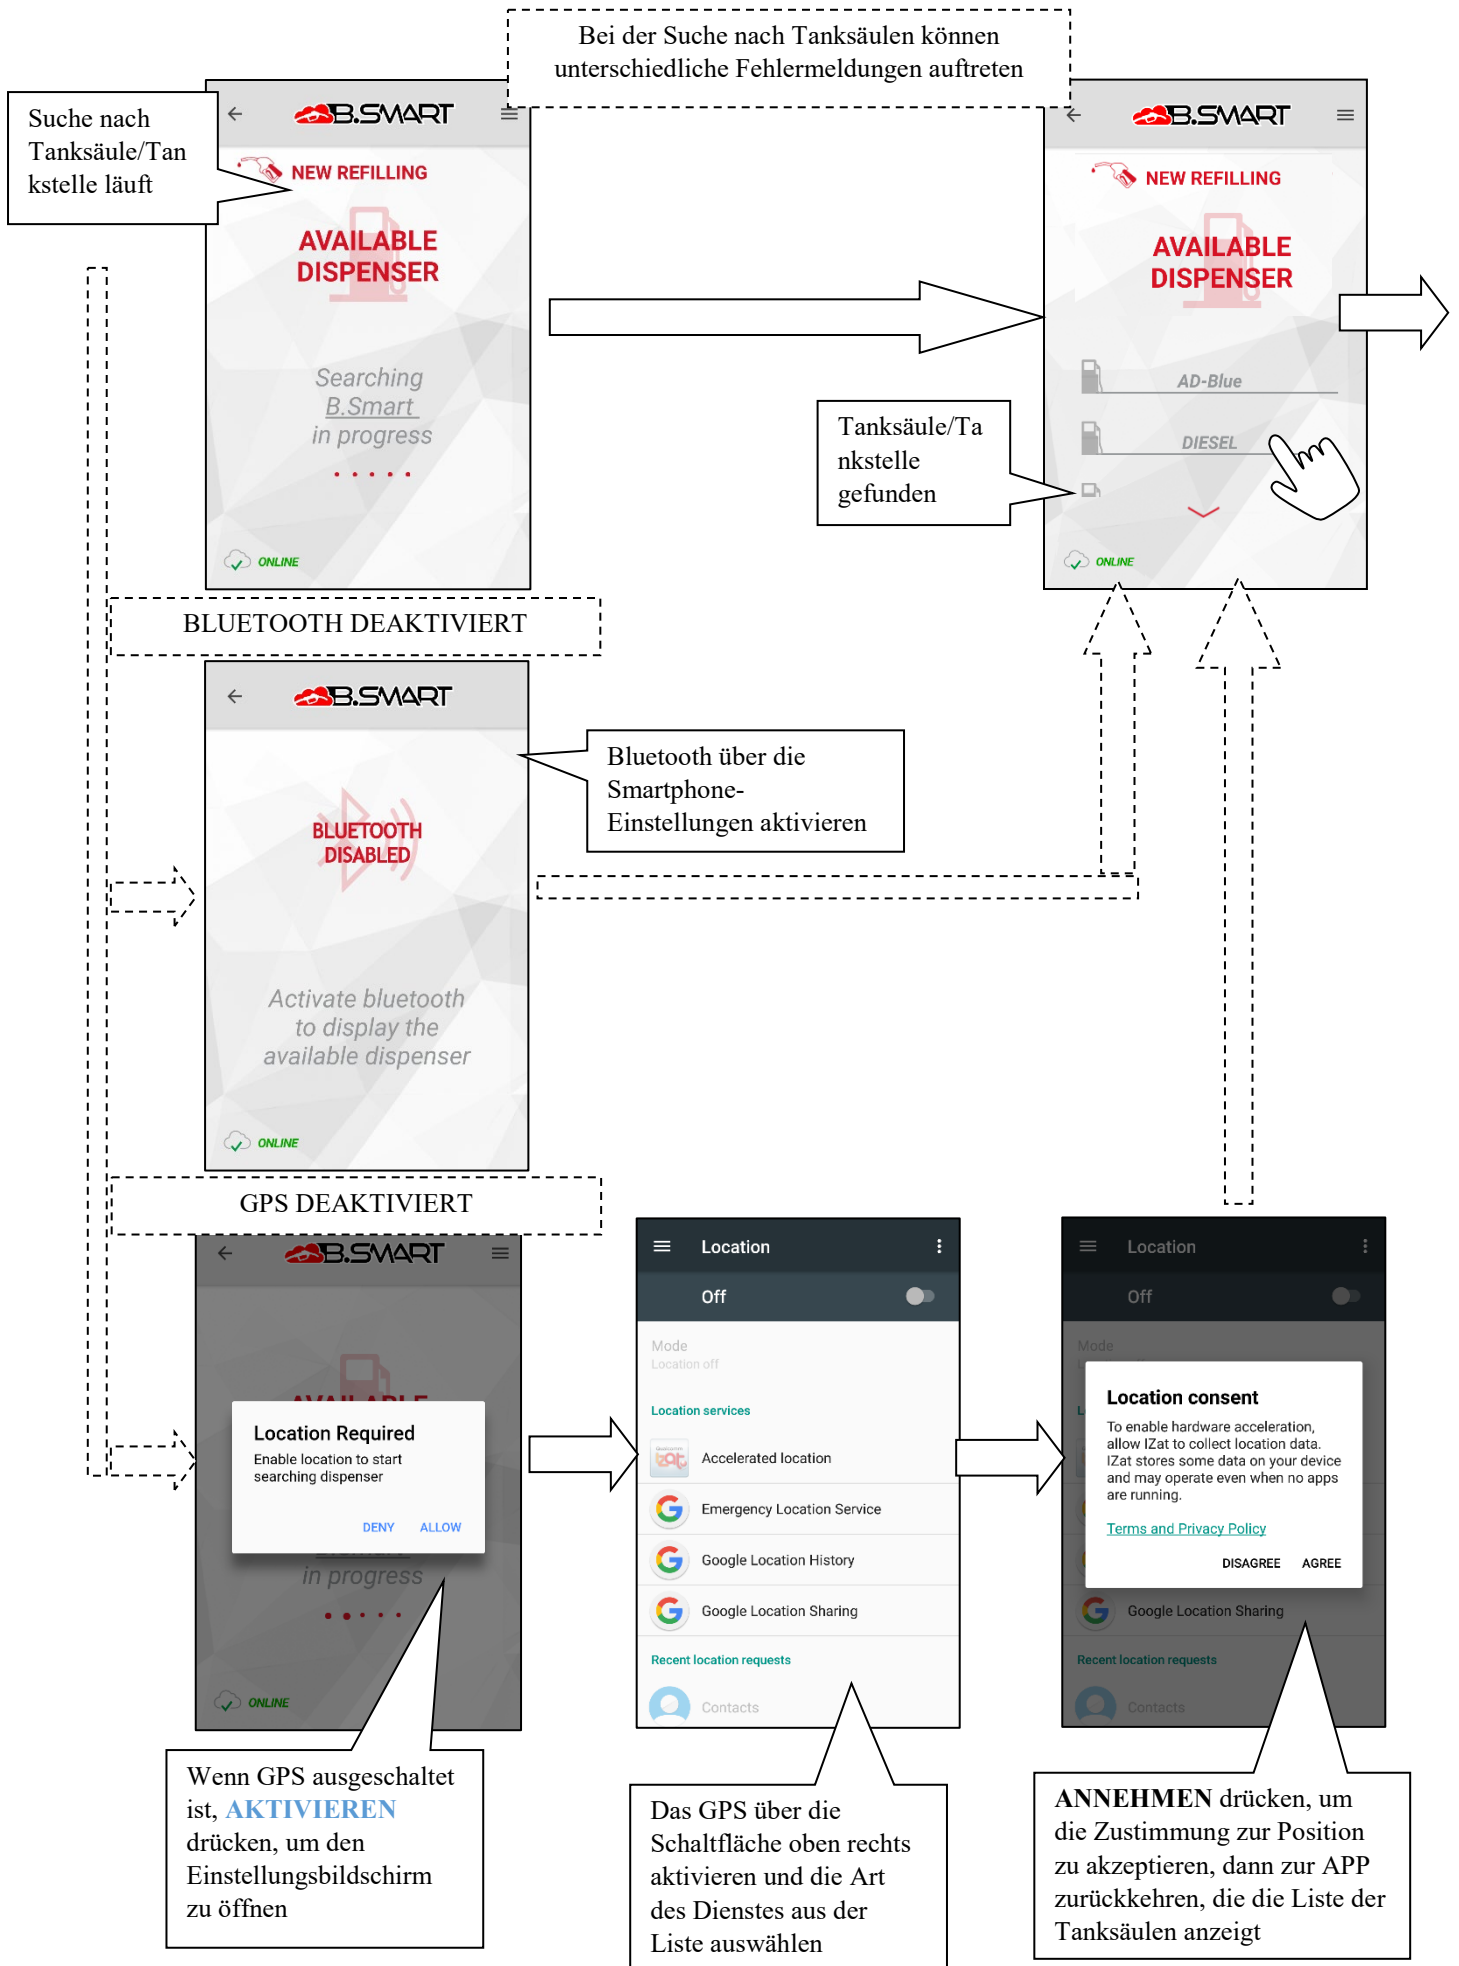 Bei der Suche nach Tanksäulen können
unterschiedliche Fehlermeldungen auftreten
Suche nach
Tanksäule/Tan
kstelle läuft
B.SMART
NEW REFILLING
AVAILABLE
DISPENSER
Searching
B.Smart
in progress
ONLINE
B.SMART
NEW REFILLING
AVAILABLE
DISPENSER
AD-Blue
DIESEL
ONLINE
Tanksäule/Ta
nkstelle
gefunden
BLUETOOTH DEAKTIVIERT
B.SMART
BLUETOOTH
DISABLED
Activate bluetooth
to display the
available dispenser
ONLINE
Bluetooth über die
Smartphone-
Einstellungen aktivieren
GPS DEAKTIVIERT
B.SMART
AVAILABLE
Location Required
Enable location to start
searching dispenser
DENY ALLOW
B.Smart
in progress
ONLINE
Wenn GPS ausgeschaltet
ist, AKTIVIEREN
drücken, um den
Einstellungsbildschirm
zu öffnen
Location
Off
Mode
Location off
Location services
Accelerated location
Emergency Location Service
Google Location History
Google Location Sharing
Recent location requests
Contacts
Das GPS über die
Schaltfläche oben rechts
aktivieren und die Art
des Dienstes aus der
Liste auswählen
Location
Off
Mode
Location consent
To enable hardware acceleration,
allow IZat to collect location data.
IZat stores some data on your device
and may operate even when no apps
are running.
Terms and Privacy Policy
DISAGREE AGREE
Google Location Sharing
Recent location requests
Contacts
ANNEHMEN drücken, um
die Zustimmung zur Position
zu akzeptieren, dann zur APP
zurückkehren, die die Liste der
Tanksäulen anzeigt